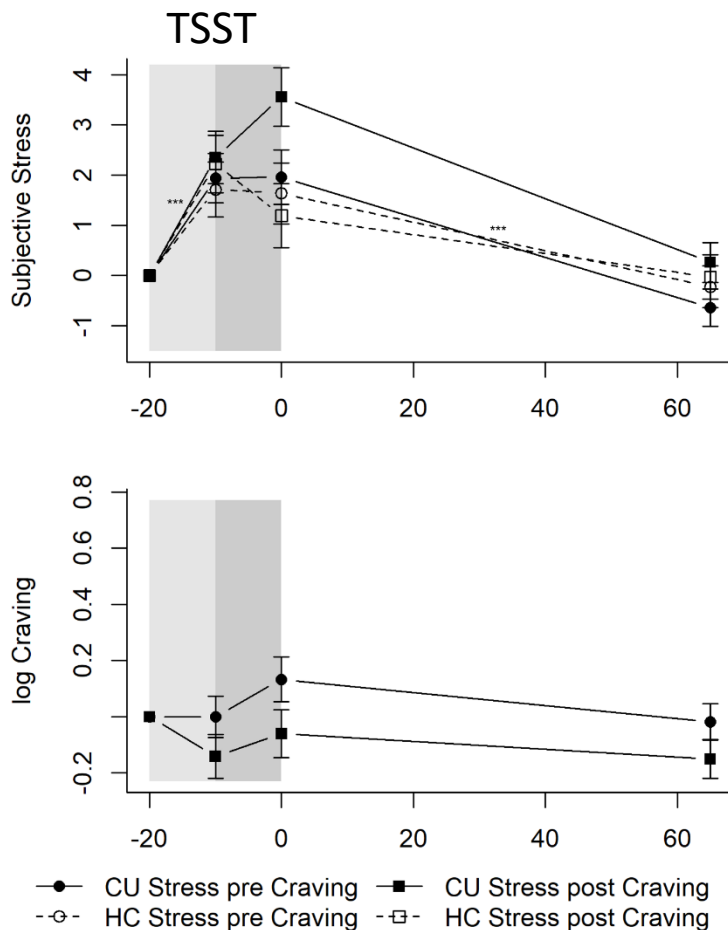 TSST
Subjective Stress
4
3
2
1
0
-1
***
***
-20 0 20 40 60
log Craving
0.8
0.6
0.4
0.2
-0.2
-20 0 20 40 60
CU Stress pre Craving CU Stress post Craving
HC Stress pre Craving HC Stress post Craving